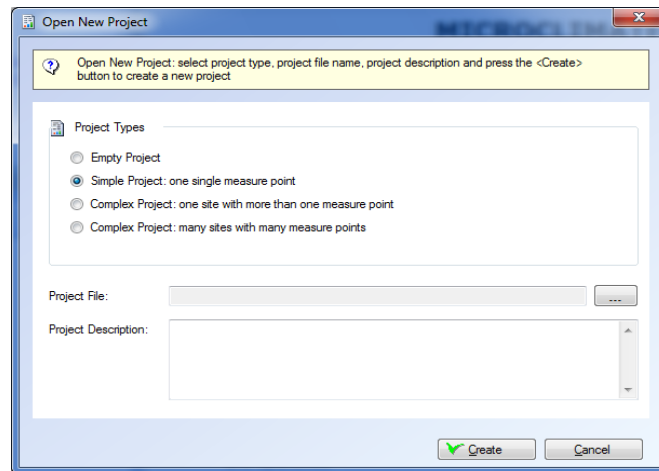 Open New Project
MICROCLIMA
Open New Project: select project type, project file name, project description and press the <Create>
button to create a new project
Project Types
Empty Project
Simple Project: one single measure point
Complex Project: one site with more than one measure point
Complex Project: many sites with many measure points
Project File:
...
Project Description:
Create
Cancel